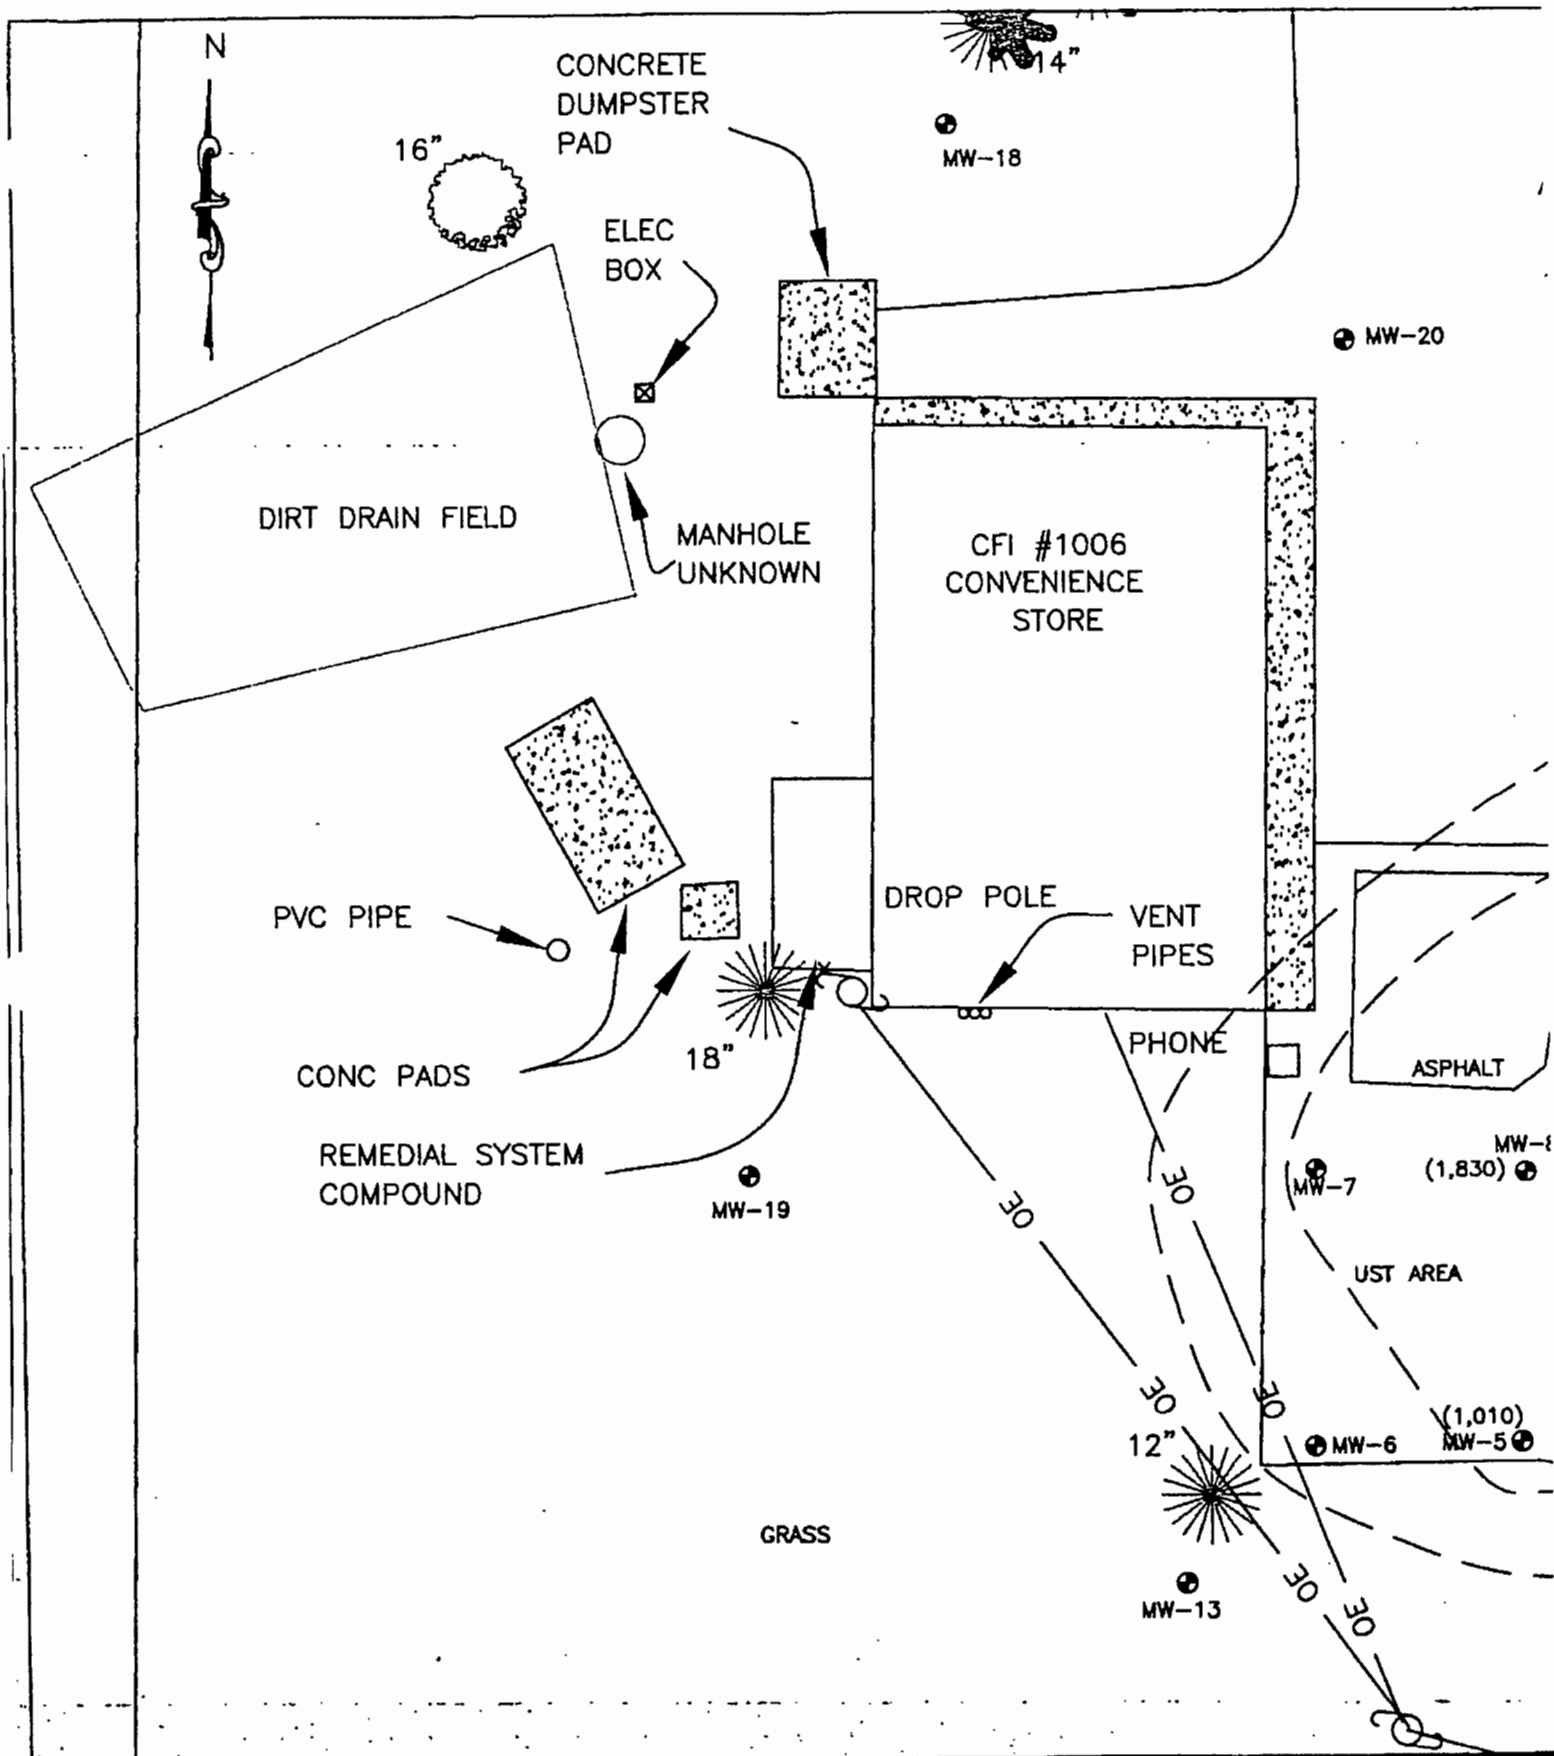 N
CONCRETE
DUMPSTER
PAD
14"
16"
MW-18
ELEC
BOX
MW-20
DIRT DRAIN FIELD
MANHOLE
UNKNOWN
CFI #1006
CONVENIENCE
STORE
DROP POLE
VENT
PIPES
PVC PIPE
PHONE
18"
CONC PADS
ASPHALT
REMEDIAL SYSTEM
COMPOUND
MW-19
MW-7
MW-8
(1,830)
OE
OE
UST AREA
OE
OE
(1,010)
MW-5
MW-6
12"
GRASS
OE
OE
MW-13